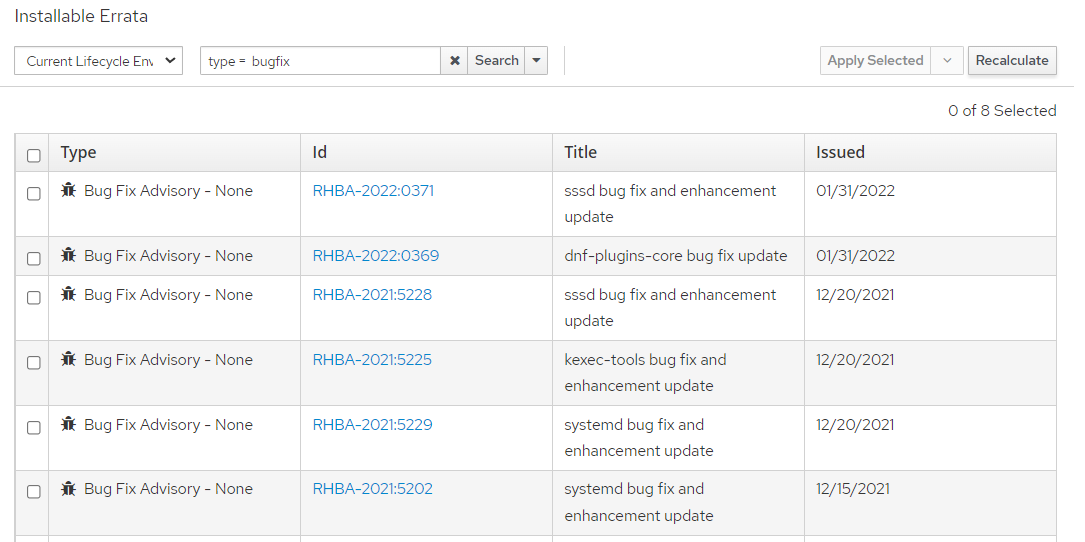 Installable Errata
Current Lifecycle Env
type = bugfix
Search
Apply Selected
Recalculate
0 of 8 Selected
Type Id Title Issued
Bug Fix Advisory - None RHBA-2022:0371 sssd bug fix and enhancement 01/31/2022
update
Bug Fix Advisory - None RHBA-2022:0369 dnf-plugins-core bug fix update 01/31/2022
Bug Fix Advisory - None RHBA-2021:5228 sssd bug fix and enhancement 12/20/2021
update
Bug Fix Advisory - None RHBA-2021:5225 kexec-tools bug fix and 12/20/2021
enhancement update
Bug Fix Advisory - None RHBA-2021:5229 systemd bug fix and 12/20/2021
enhancement update
Bug Fix Advisory - None RHBA-2021:5202 systemd bug fix and 12/15/2021
enhancement update